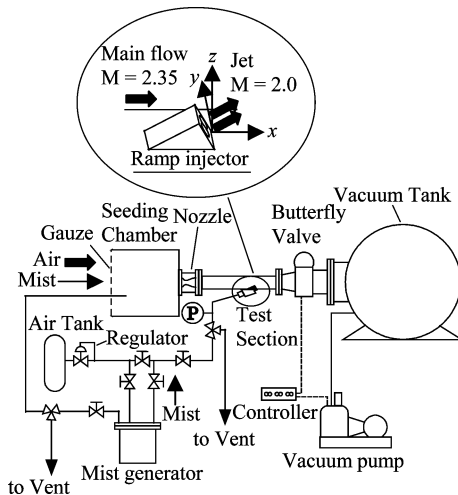 Main flow
M = 2.35
z
y
Jet
M = 2.0
x
Ramp injector
Vacuum Tank
Butterfly
Valve
Seeding
Chamber
Nozzle
Gauze
Air
Mist
P
Test
Section
Air Tank
Regulator
Mist
to Vent
Controller
Vacuum pump
Mist generator
to Vent